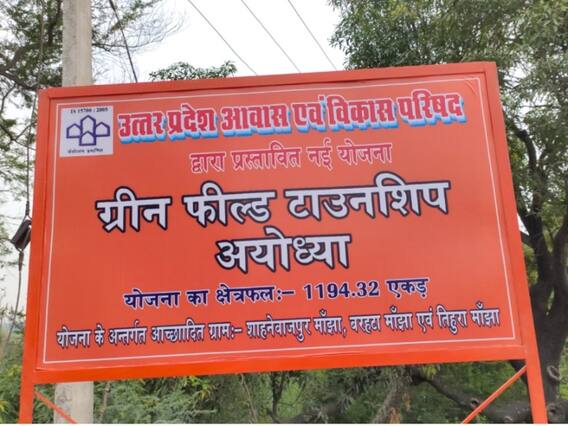 IS 15700 : 2005
उत्तर प्रदेश आवास एवं विकास परिषद
द्वारा प्रस्तावित नई योजना
ग्रीन फील्ड टाउनशिप
अयोध्या
योजना का क्षेत्रफल:- 1194.32 एकड़
योजना के अन्तर्गत आच्छादित ग्राम:- शाहनेवाजपुर माँझा, बरहटा माँझा एवं तिहुरा माँझा